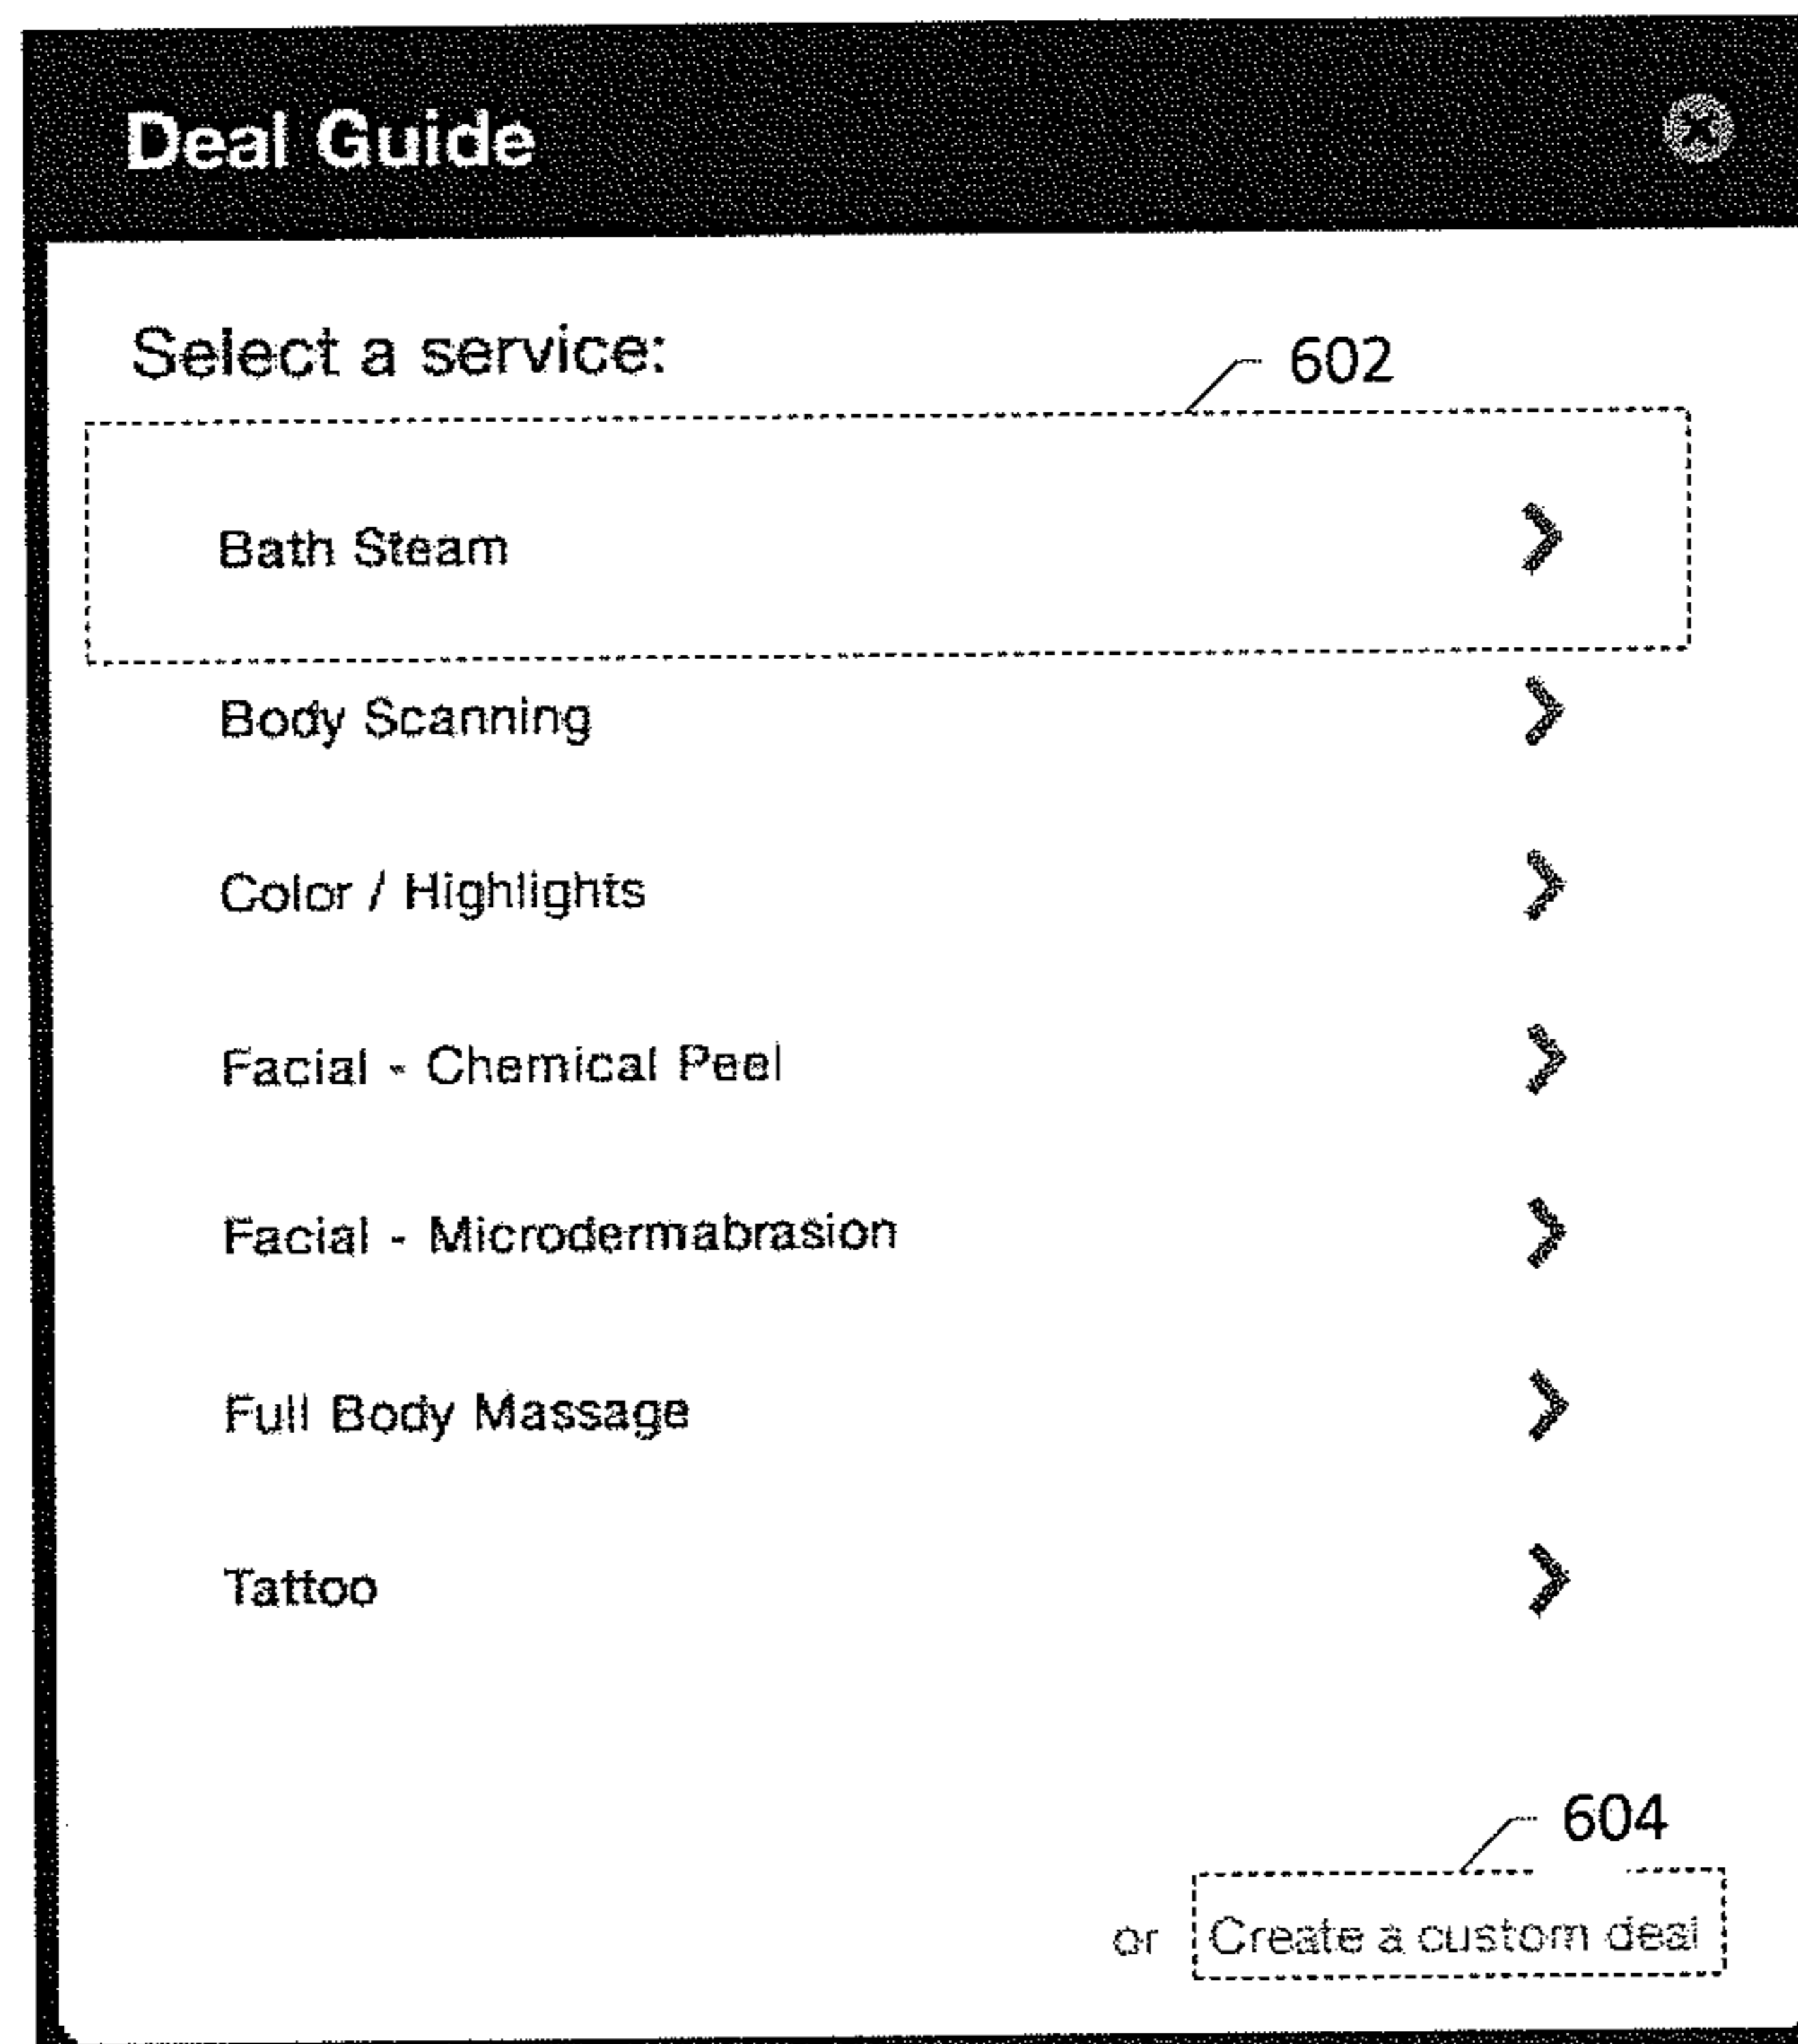 Deal Guide
Select a service:
602
Bath Steam
Body Scanning
Color / Highlights
Facial - Chemical Peel
Facial - Microdermabrasion
Full Body Massage
Tattoo
604
or Create a custom deal